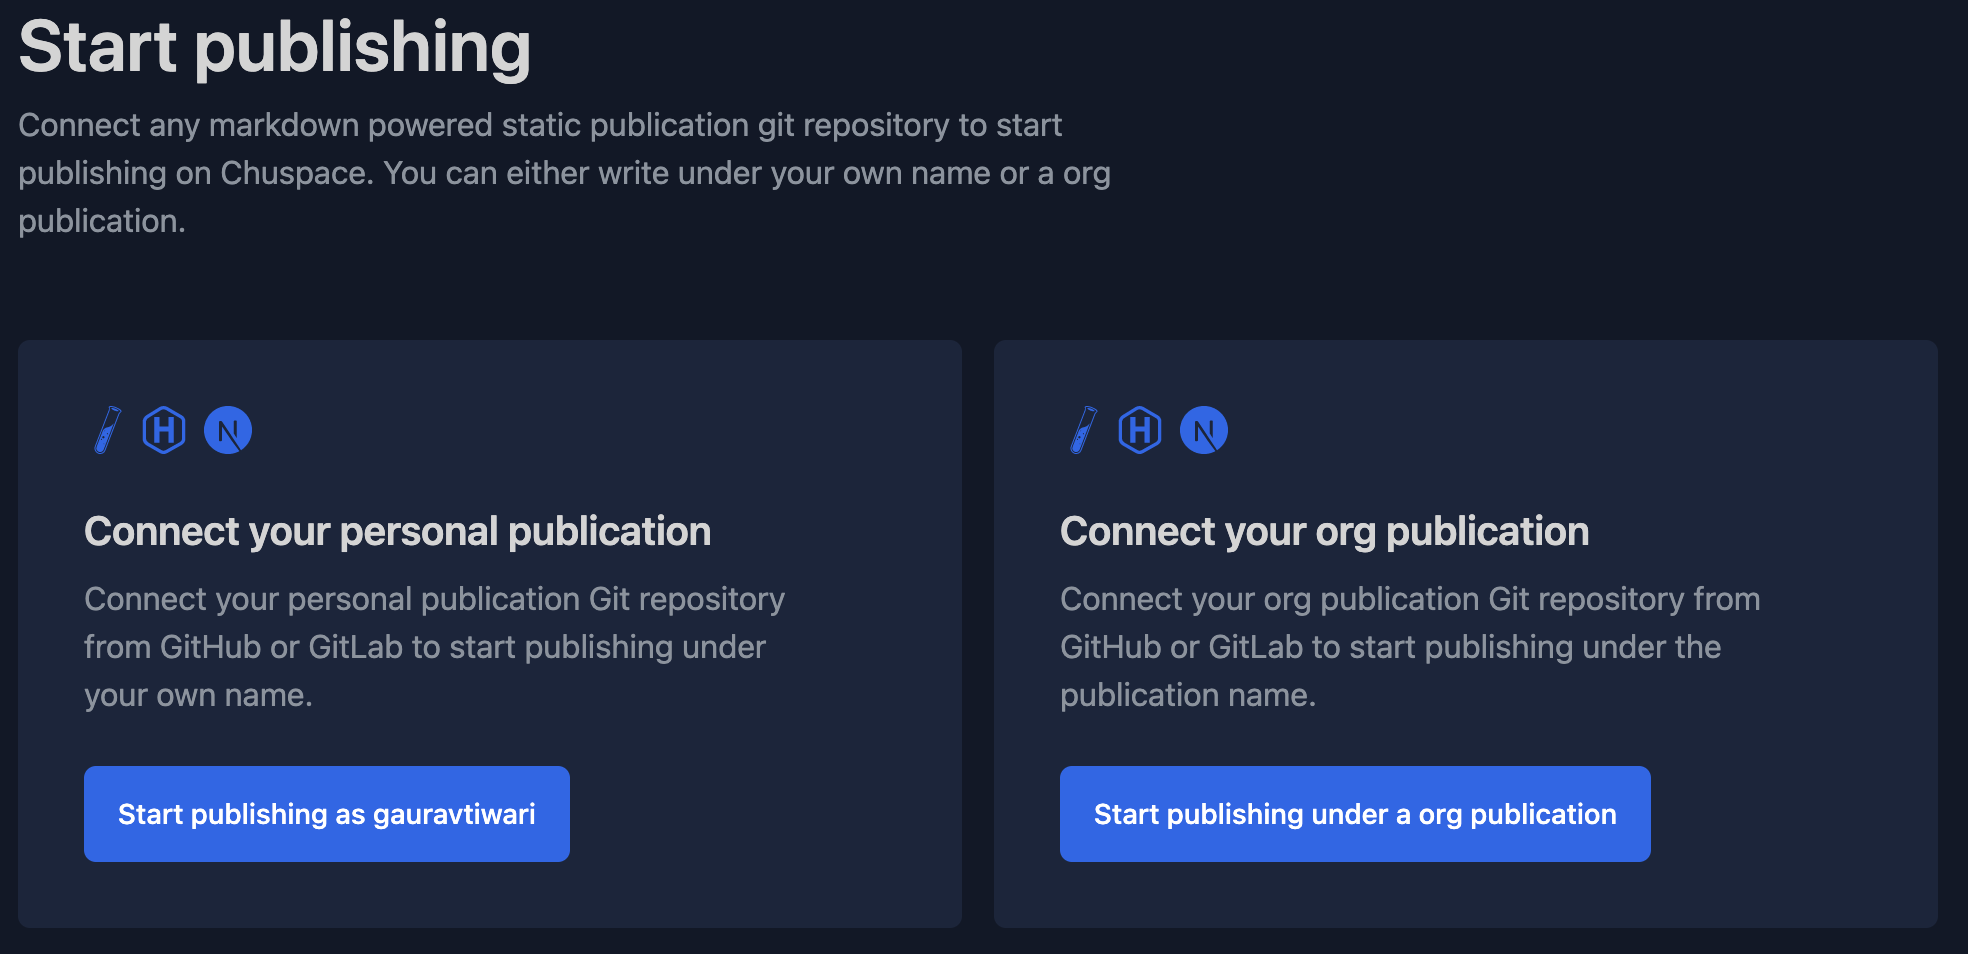 Start publishing
Connect any markdown powered static publication git repository to start
publishing on Chuspace. You can either write under your own name or a org
publication.
H N
Connect your personal publication
Connect your personal publication Git repository
from GitHub or GitLab to start publishing under
your own name.
Start publishing as gauravtiwari
H N
Connect your org publication
Connect your org publication Git repository from
GitHub or GitLab to start publishing under the
publication name.
Start publishing under a org publication